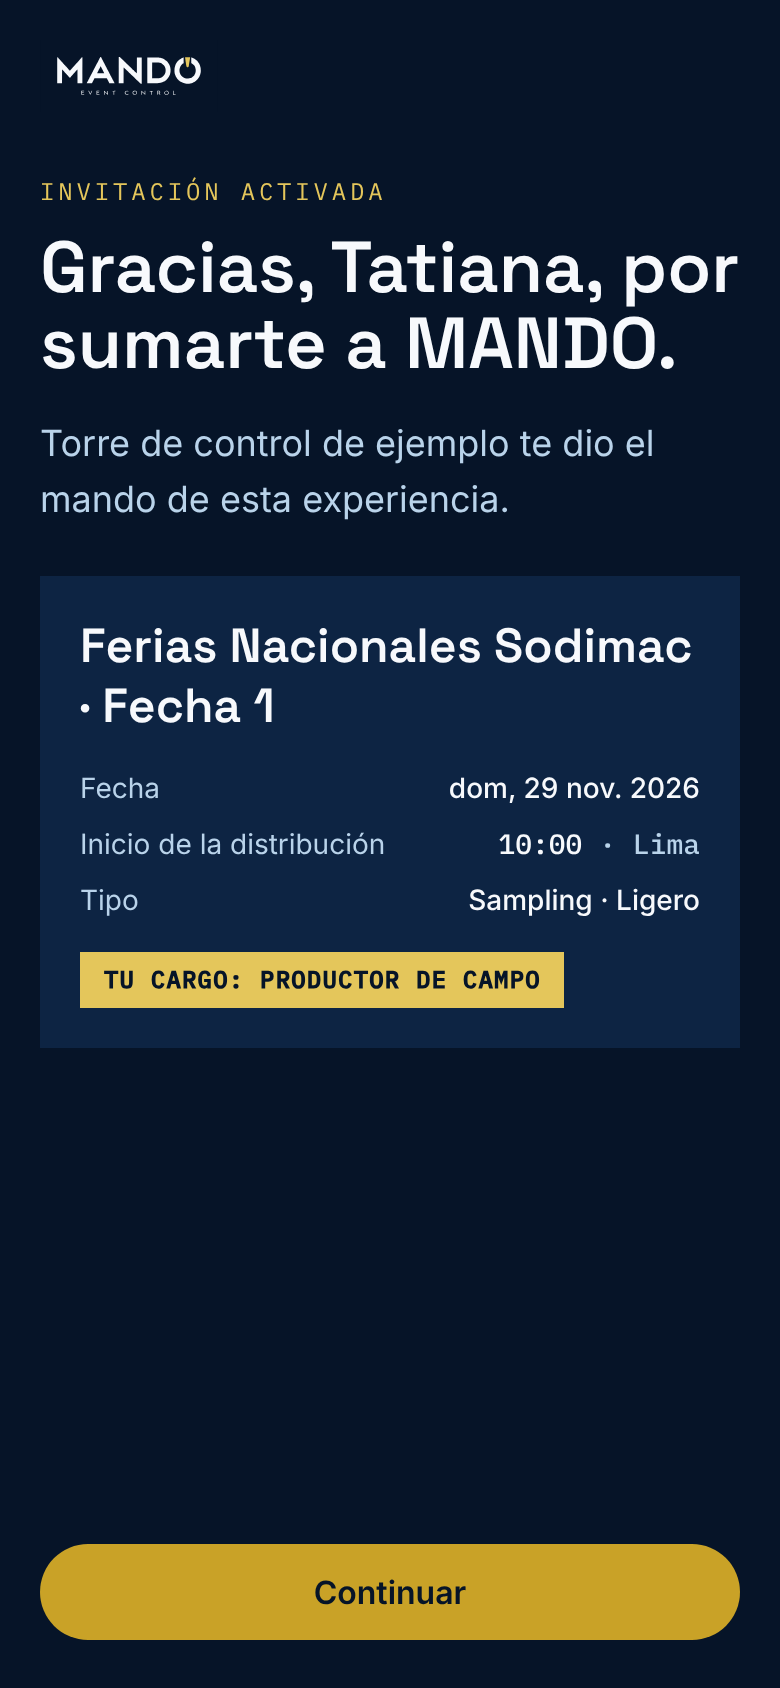 MANDO
EVENT CONTROL
INVITACIÓN ACTIVADA
Gracias, Tatiana, por
sumarte a MANDO.
Torre de control de ejemplo te dio el
mando de esta experiencia.
Ferias Nacionales Sodimac
· Fecha 1
Fecha dom, 29 nov. 2026
Inicio de la distribución 10:00 · Lima
Tipo Sampling · Ligero
TU CARGO: PRODUCTOR DE CAMPO
Continuar